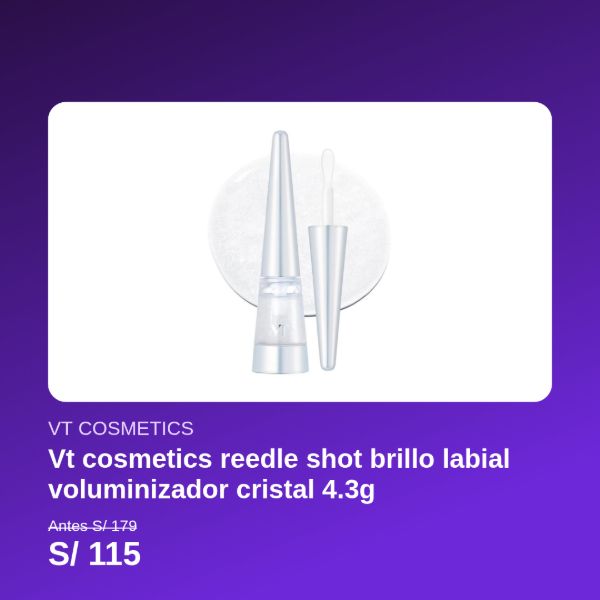 VT COSMETICS
Vt cosmetics reedle shot brillo labial
voluminizador cristal 4.3g
Antes S/ 179
S/ 115